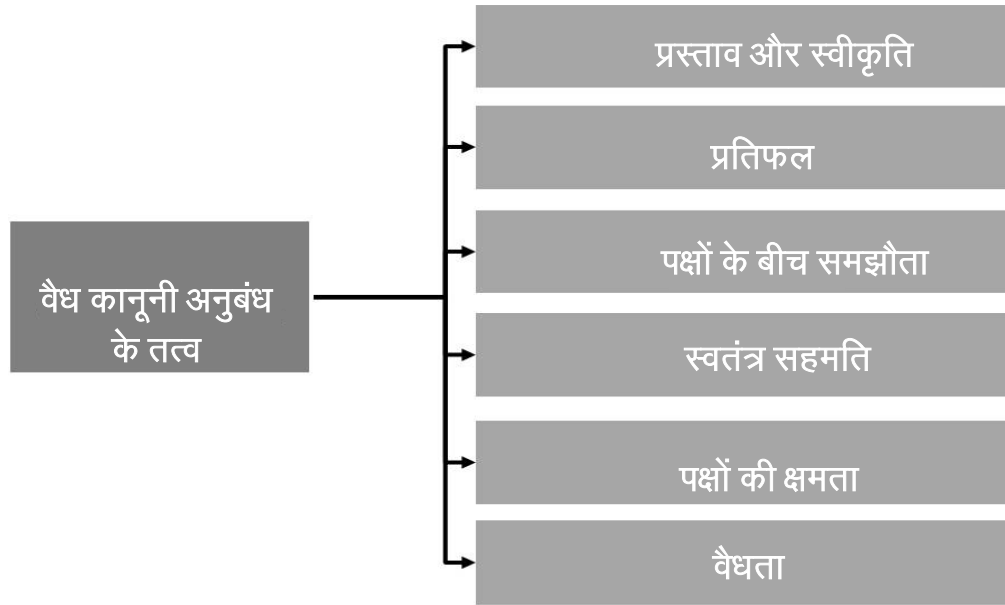 वैध कानूनी अनुबंध
के तत्व
प्रस्ताव और स्वीकृति
प्रतिफल
पक्षों के बीच समझौता
स्वतंत्र सहमति
पक्षों की क्षमता
वैधता